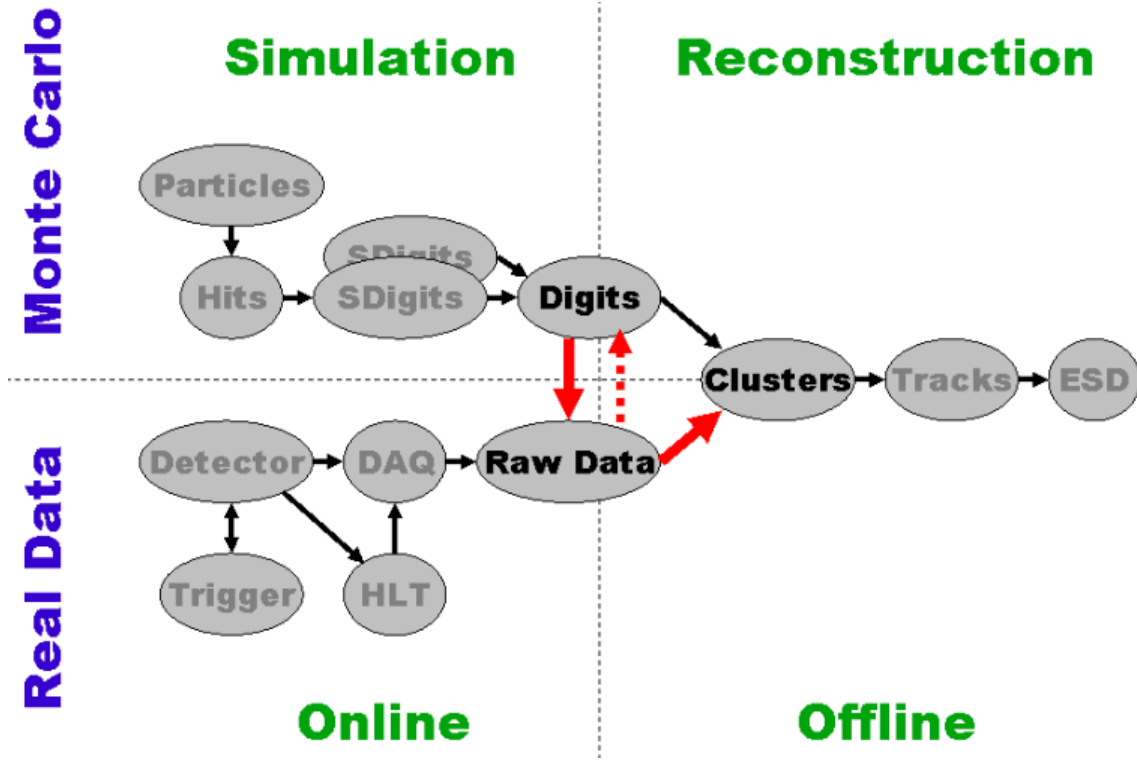 Monte Carlo
Simulation
Reconstruction
Particles
SDigits
Hits
SDigits
Digits
Clusters
Tracks
ESD
Real Data
Detector
DAQ
Raw Data
Trigger
HLT
Online
Offline